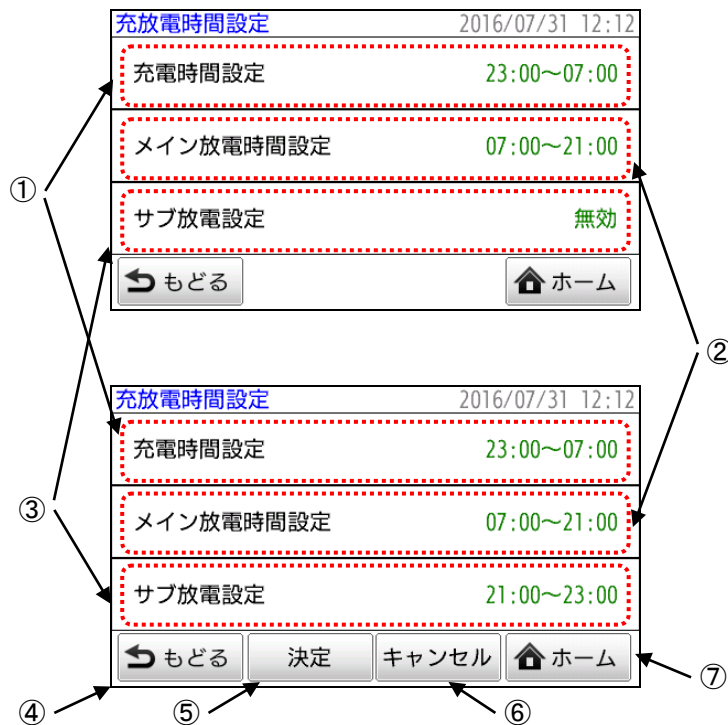 充放電時間設定 2016/07/31 12:12
充電時間設定 23:00～07:00
メイン放電時間設定 07:00～21:00
①
サブ放電設定 無効
もどる ホーム
②
充放電時間設定 2016/07/31 12:12
充電時間設定 23:00～07:00
③
メイン放電時間設定 07:00～21:00
サブ放電設定 21:00～23:00
もどる 決定 キャンセル ホーム
⑦
④ ⑤ ⑥